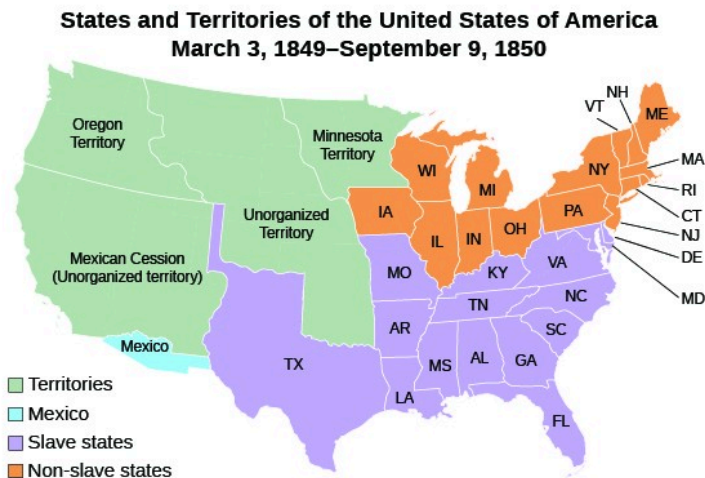 States and Territories of the United States of America
March 3, 1849–September 9, 1850
NH
VT
ME
Oregon
Territory
Minnesota
Territory
MA
WI
NY
MI
RI
IA
PA
CT
Unorganized
Territory
OH
NJ
IL
IN
DE
Mexican Cession
(Unorganized territory)
MO
VA
KY
MD
NC
TN
AR
SC
Mexico
TX
MS
AL
GA
LA
FL
Territories
Mexico
Slave states
Non-slave states